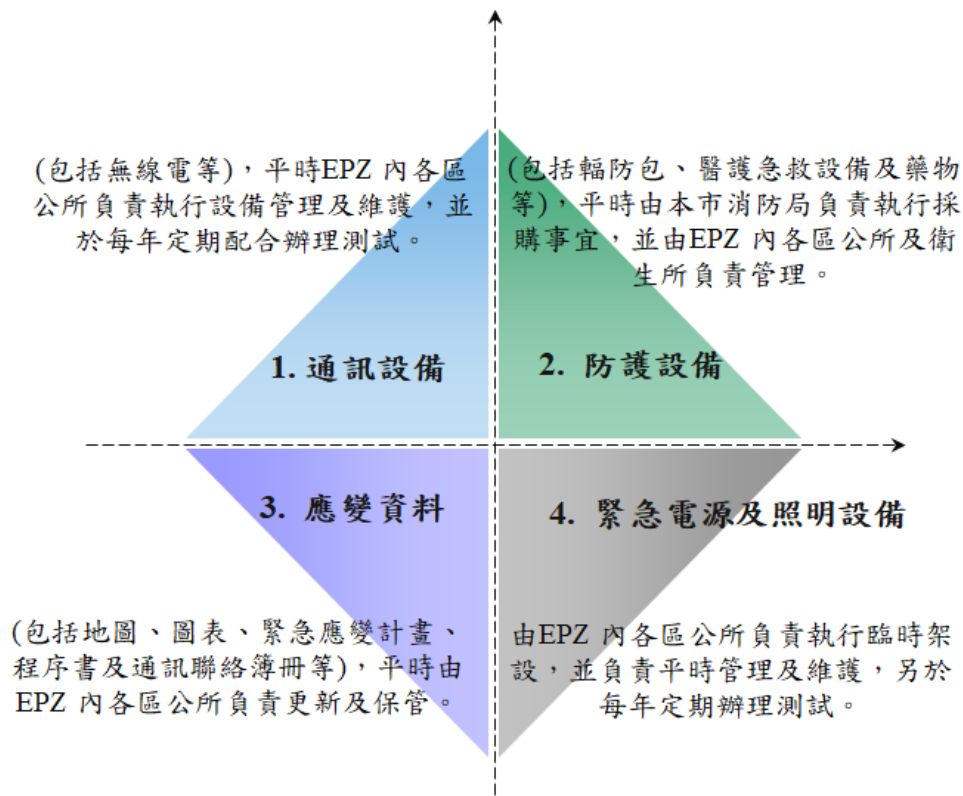 (包括無線電等)，平時EPZ 內各區
公所負責執行設備管理及維護，並
於每年定期配合辦理測試。
1. 通訊設備
(包括輻防包、醫護急救設備及藥物
等)，平時由本市消防局負責執行採
購事宜，並由EPZ 內各區公所及衛
生所負責管理。
2. 防護設備
3. 應變資料
(包括地圖、圖表、緊急應變計畫、
程序書及通訊聯絡簿冊等)，平時由
EPZ 內各區公所負責更新及保管。
4. 緊急電源及照明設備
由EPZ 內各區公所負責執行臨時架
設，並負責平時管理及維護，另於
每年定期辦理測試。